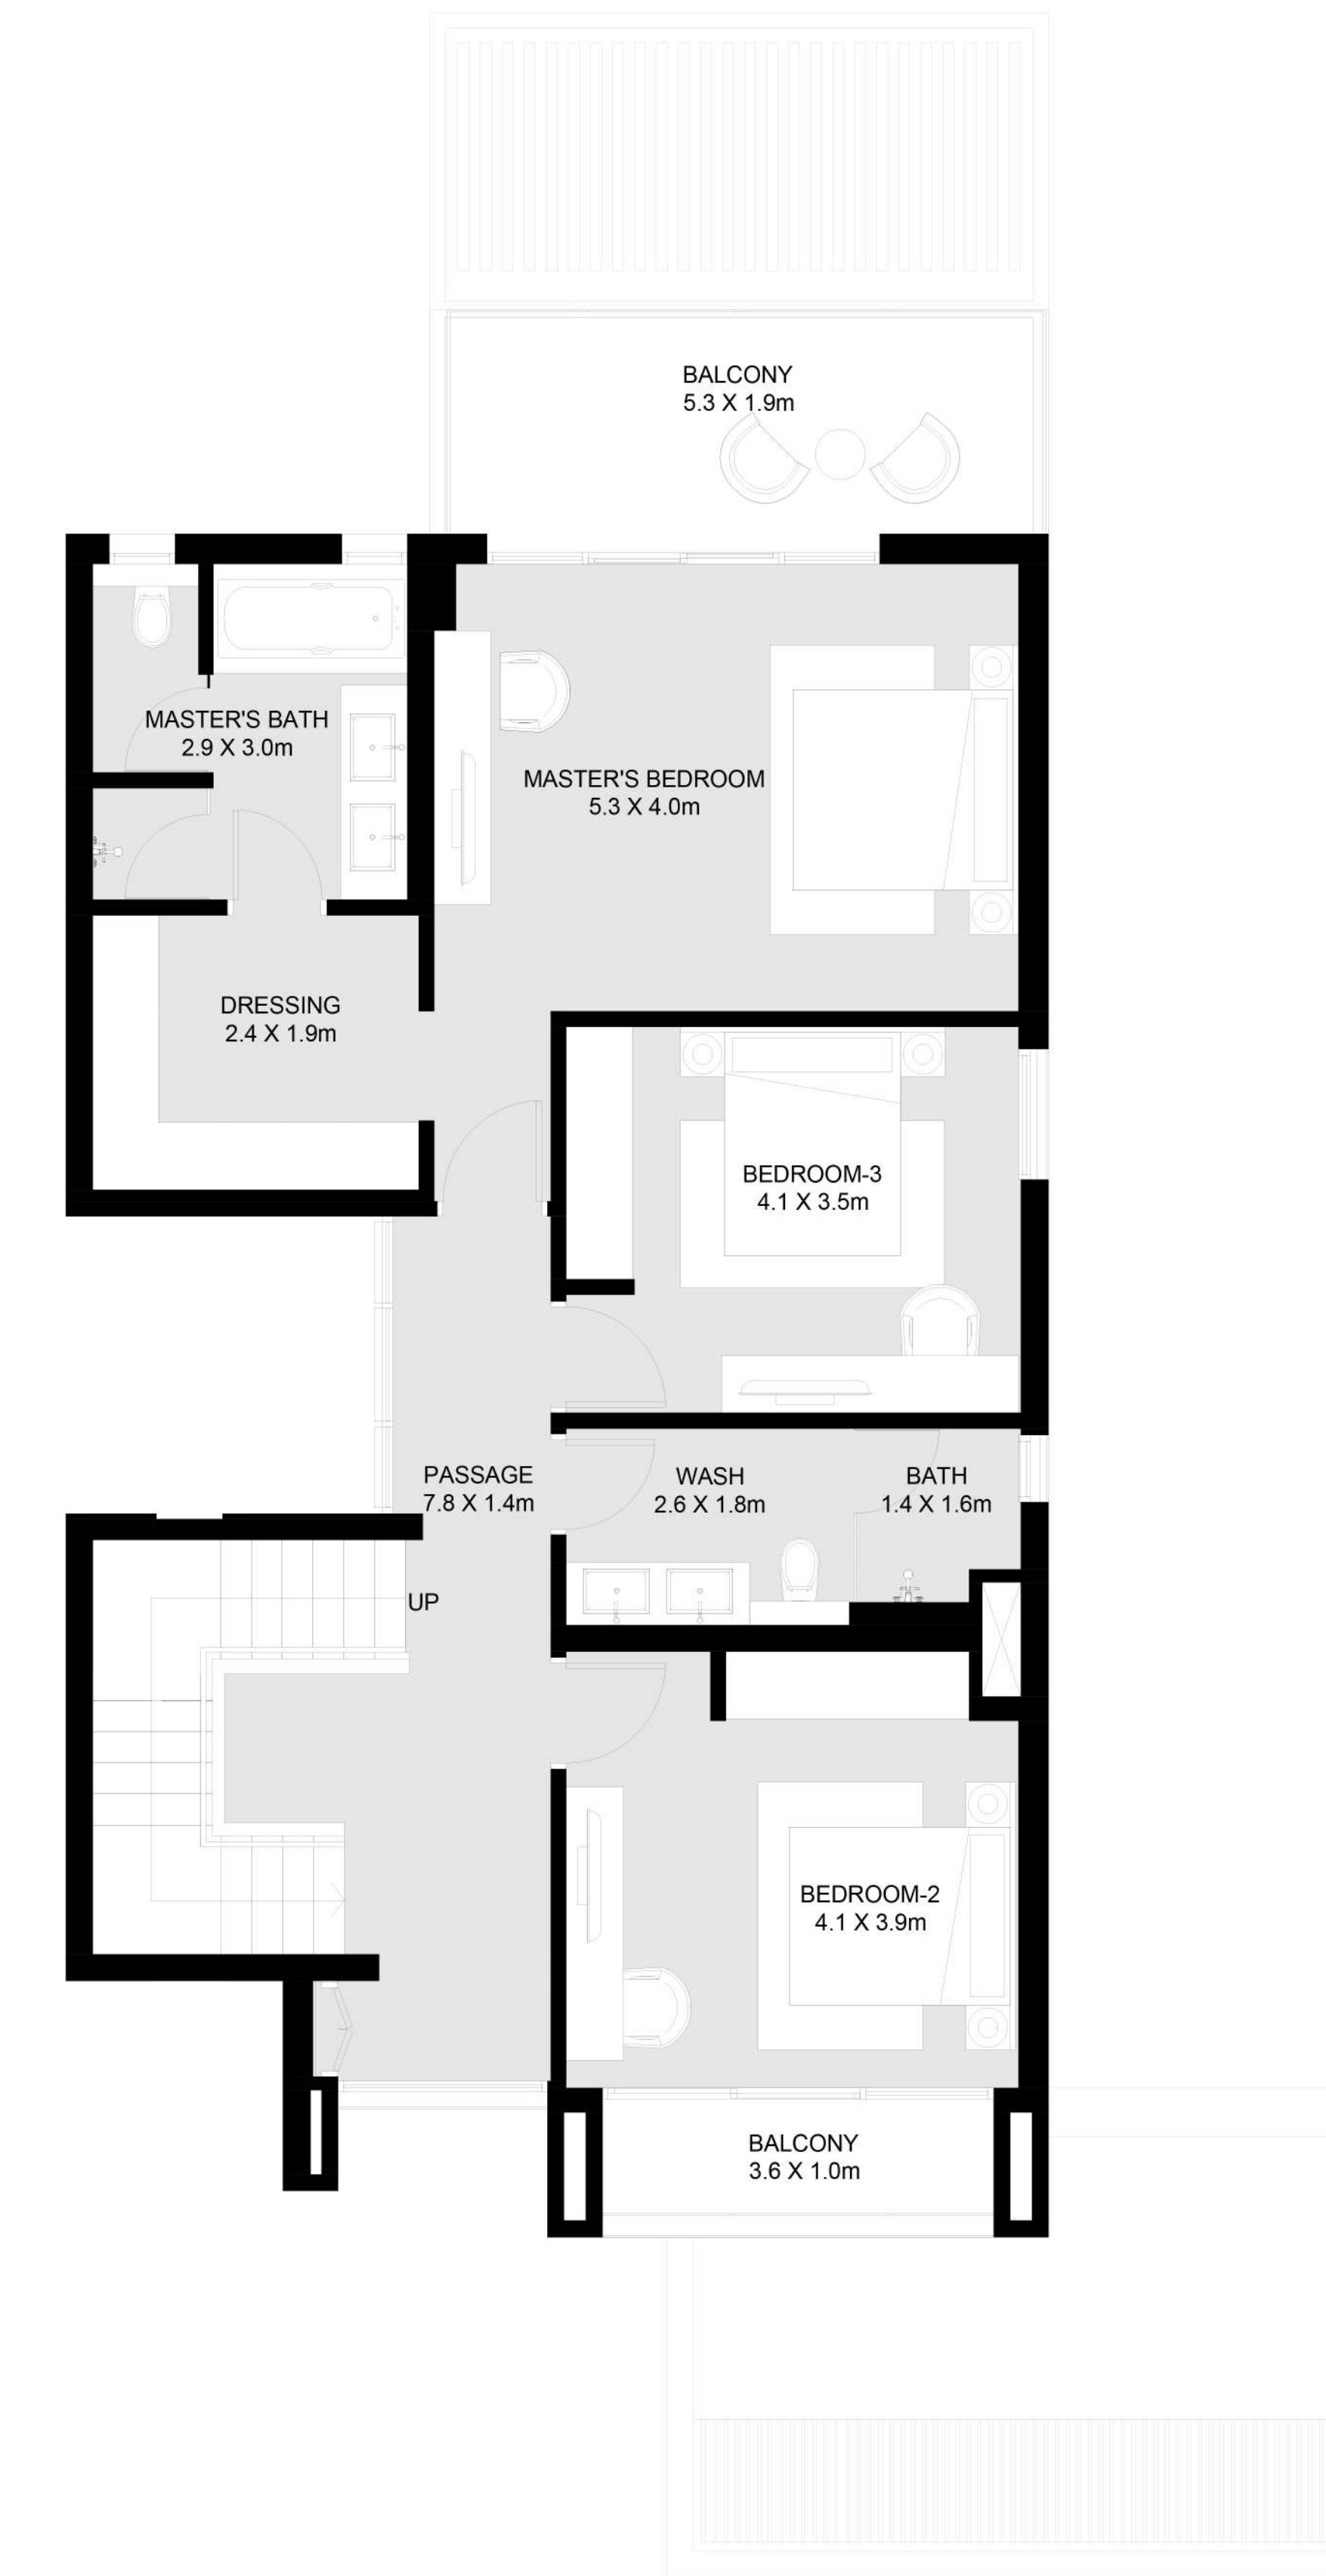 BALCONY
5.3 X 1.9m
MASTER'S BATH
2.9 X 3.0m
MASTER'S BEDROOM
5.3 X 4.0m
DRESSING
2.4 X 1.9m
BEDROOM-3
4.1 X 3.5m
PASSAGE
7.8 X 1.4m
WASH
2.6 X 1.8m
BATH
1.4 X 1.6m
UP
BEDROOM-2
4.1 X 3.9m
BALCONY
3.6 X 1.0m